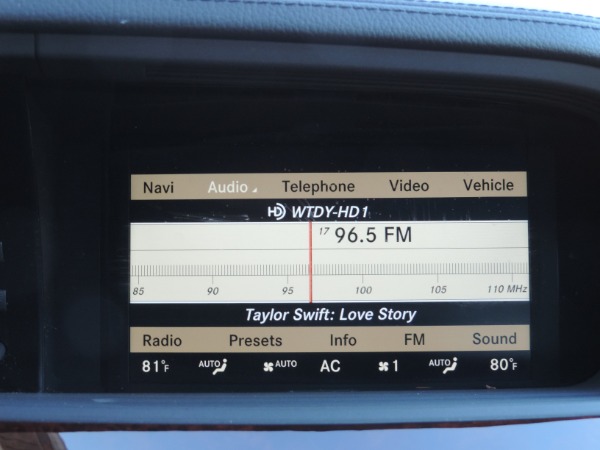 Navi Audio Telephone Video Vehicle
HD WTDY-HD1
17 96.5 FM
85 90 95 100 105 110 MHz
Taylor Swift: Love Story
Radio Presets Info FM Sound
81°F AUTO AUTO AC 1 AUTO 80°F